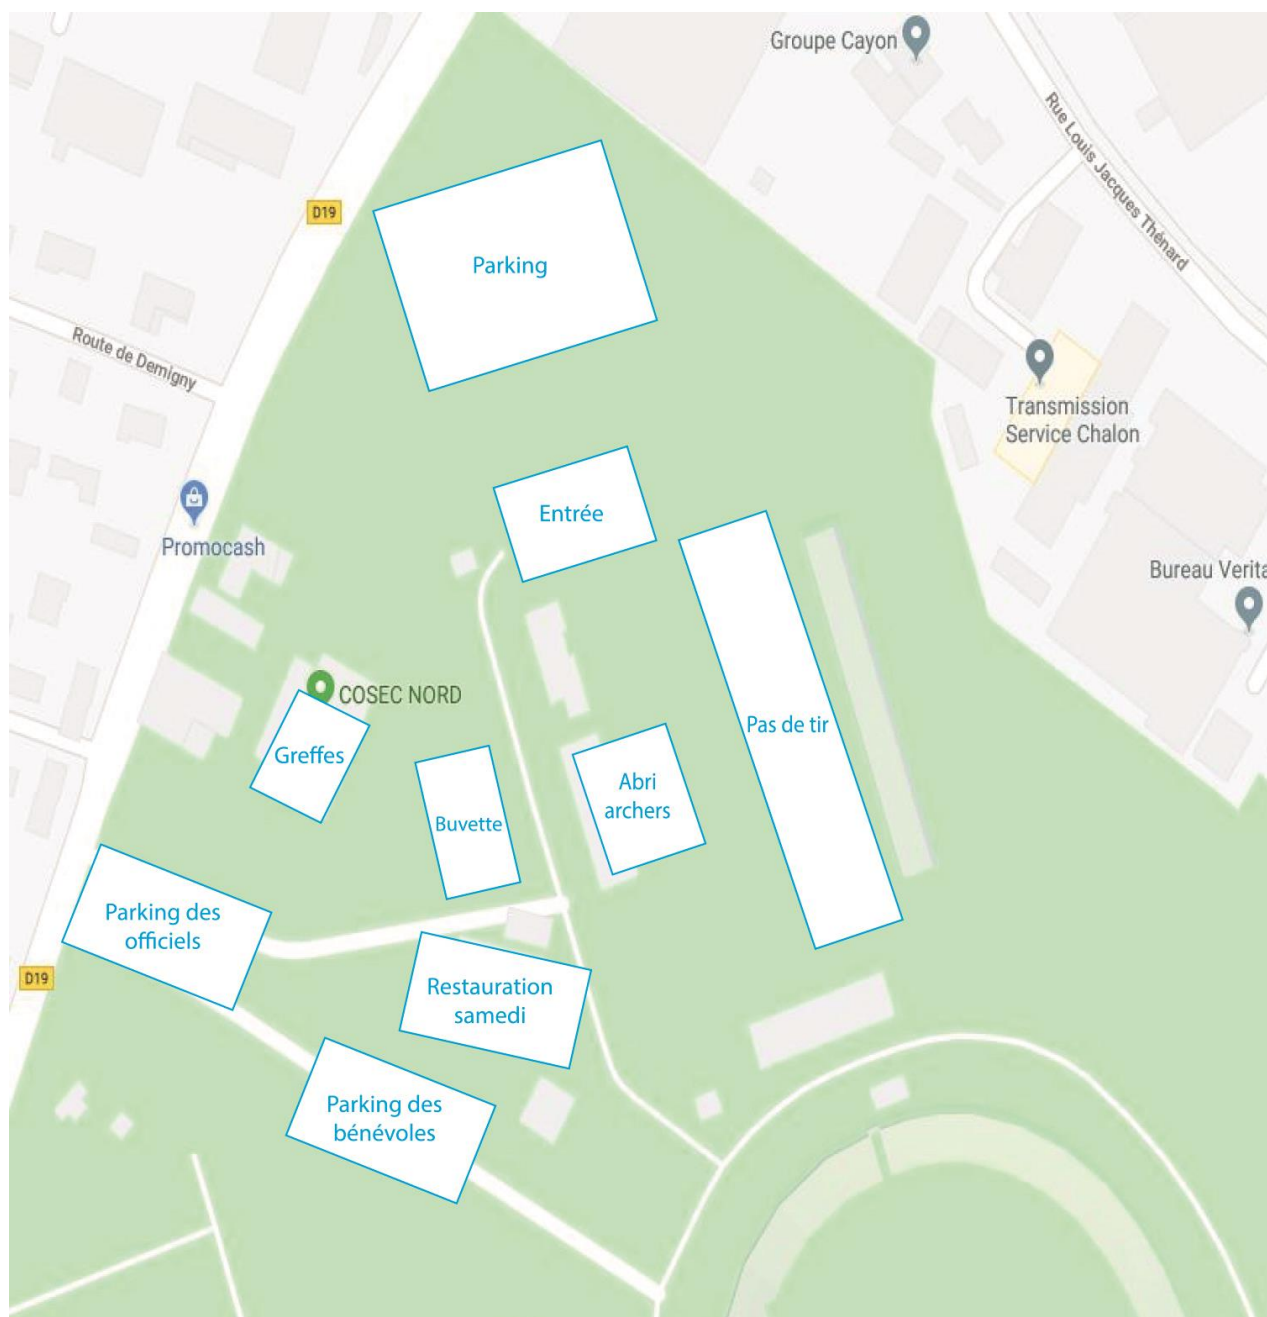 Groupe Cayon
Rue Louis Jacques Thénard
D19
Parking
Route de Demigny
Transmission
Service Chalon
Entrée
Promocash
Bureau Verita
COSEC NORD
Greffes
Pas de tir
Abri
archers
Buvette
Parking des
officiels
D19
Restauration
samedi
Parking des
bénévoles